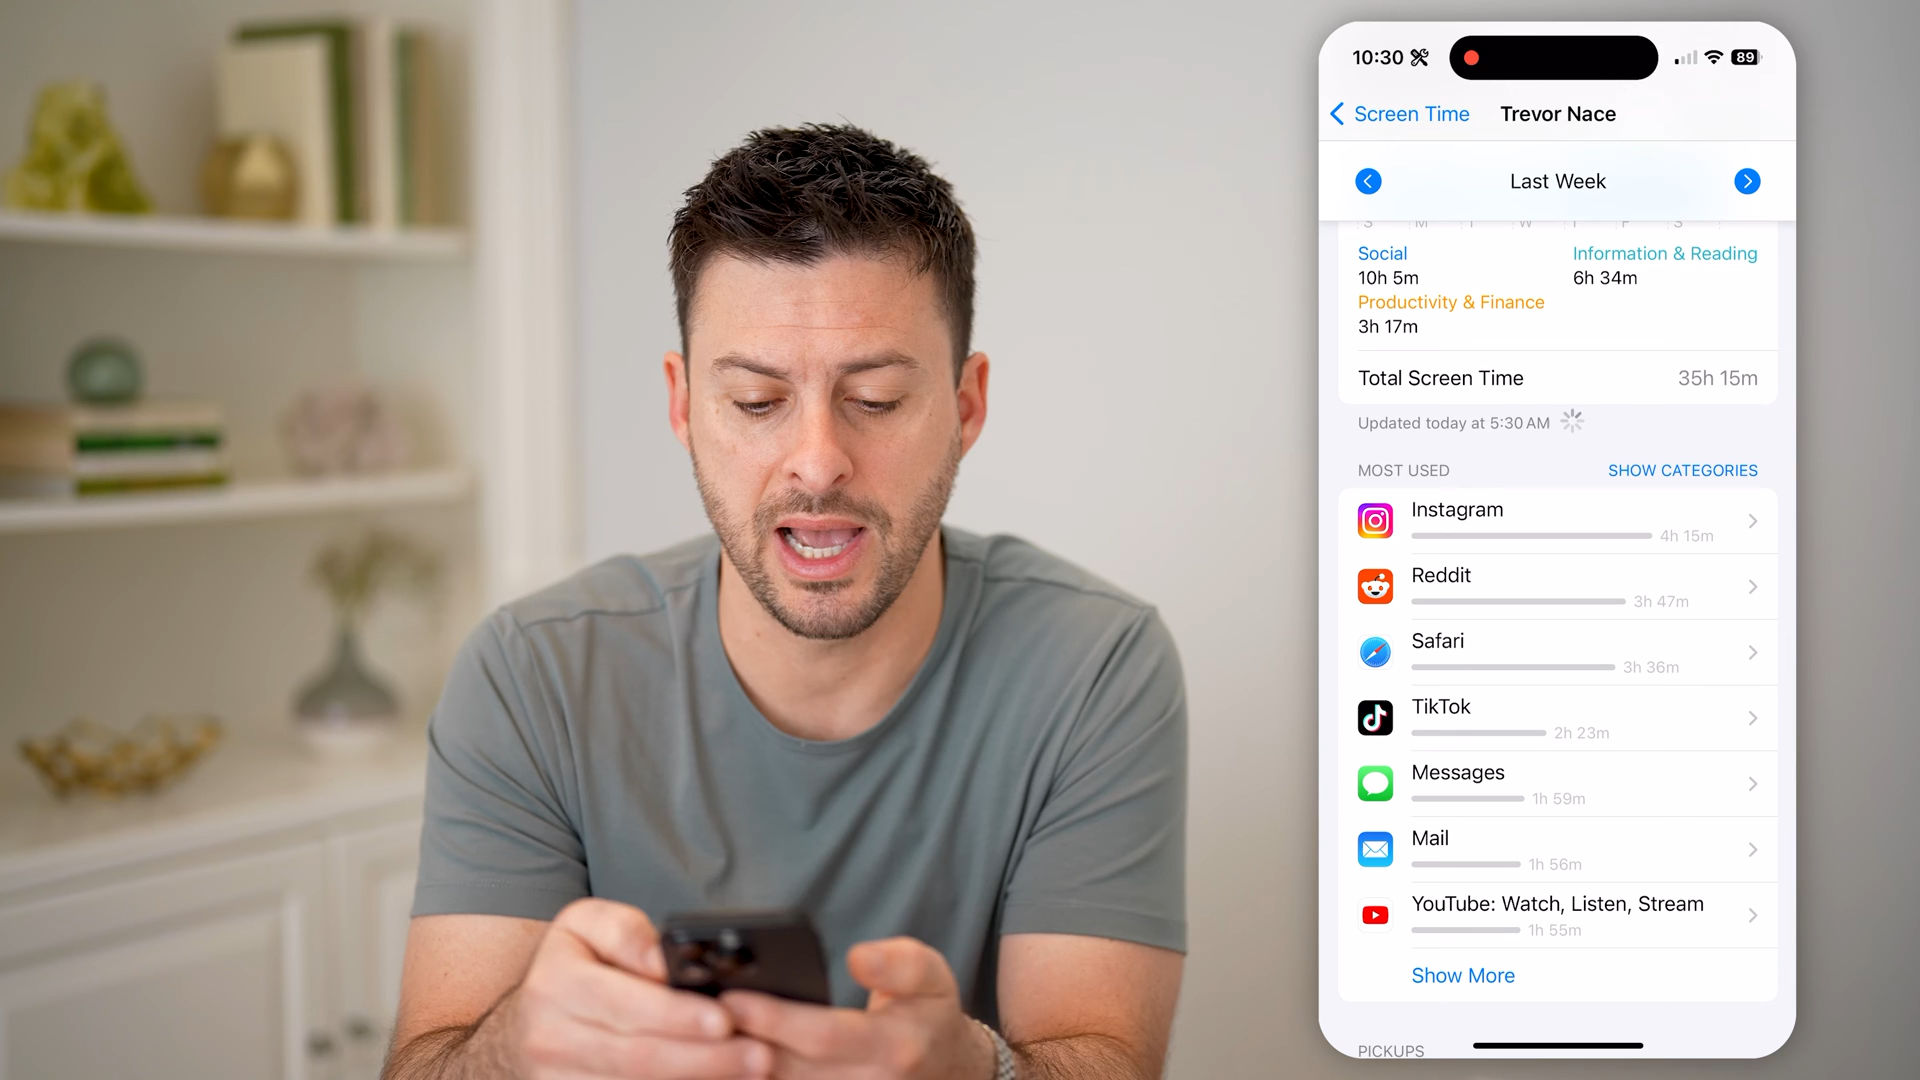 10:30
89
Screen Time
Trevor Nace
Last Week
S M T W T F S
Social
Information & Reading
10h 5m
6h 34m
Productivity & Finance
3h 17m
Total Screen Time
35h 15m
Updated today at 5:30 AM
MOST USED
SHOW CATEGORIES
Instagram
4h 15m
Reddit
3h 47m
Safari
3h 36m
TikTok
2h 23m
Messages
1h 59m
Mail
1h 56m
YouTube: Watch, Listen, Stream
1h 55m
Show More
PICKUPS